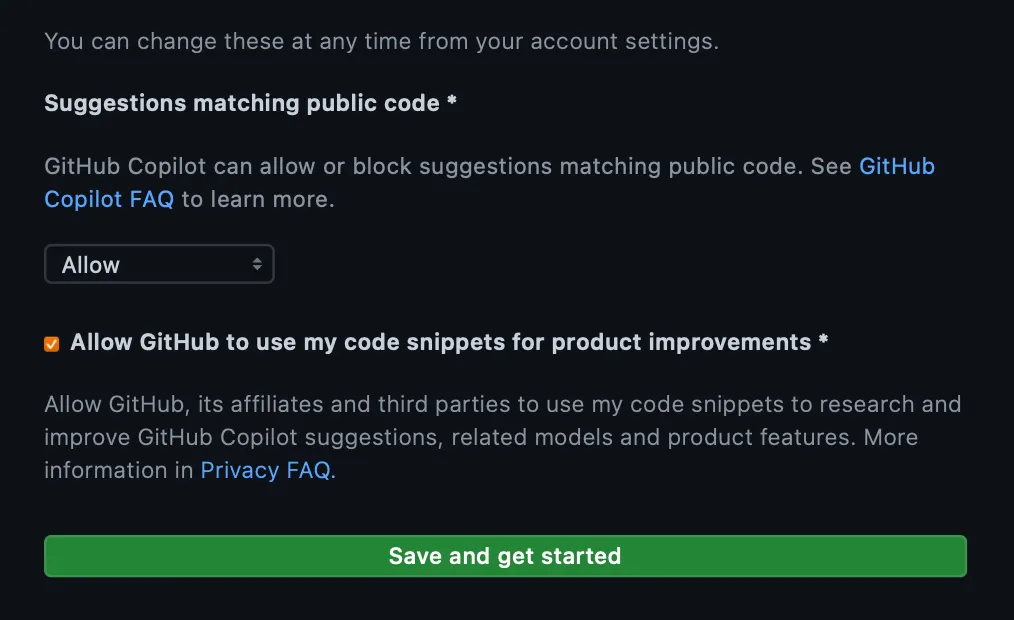 You can change these at any time from your account settings.
Suggestions matching public code *
GitHub Copilot can allow or block suggestions matching public code. See GitHub
Copilot FAQ to learn more.
Allow
Allow GitHub to use my code snippets for product improvements *
Allow GitHub, its affiliates and third parties to use my code snippets to research and
improve GitHub Copilot suggestions, related models and product features. More
information in Privacy FAQ.
Save and get started